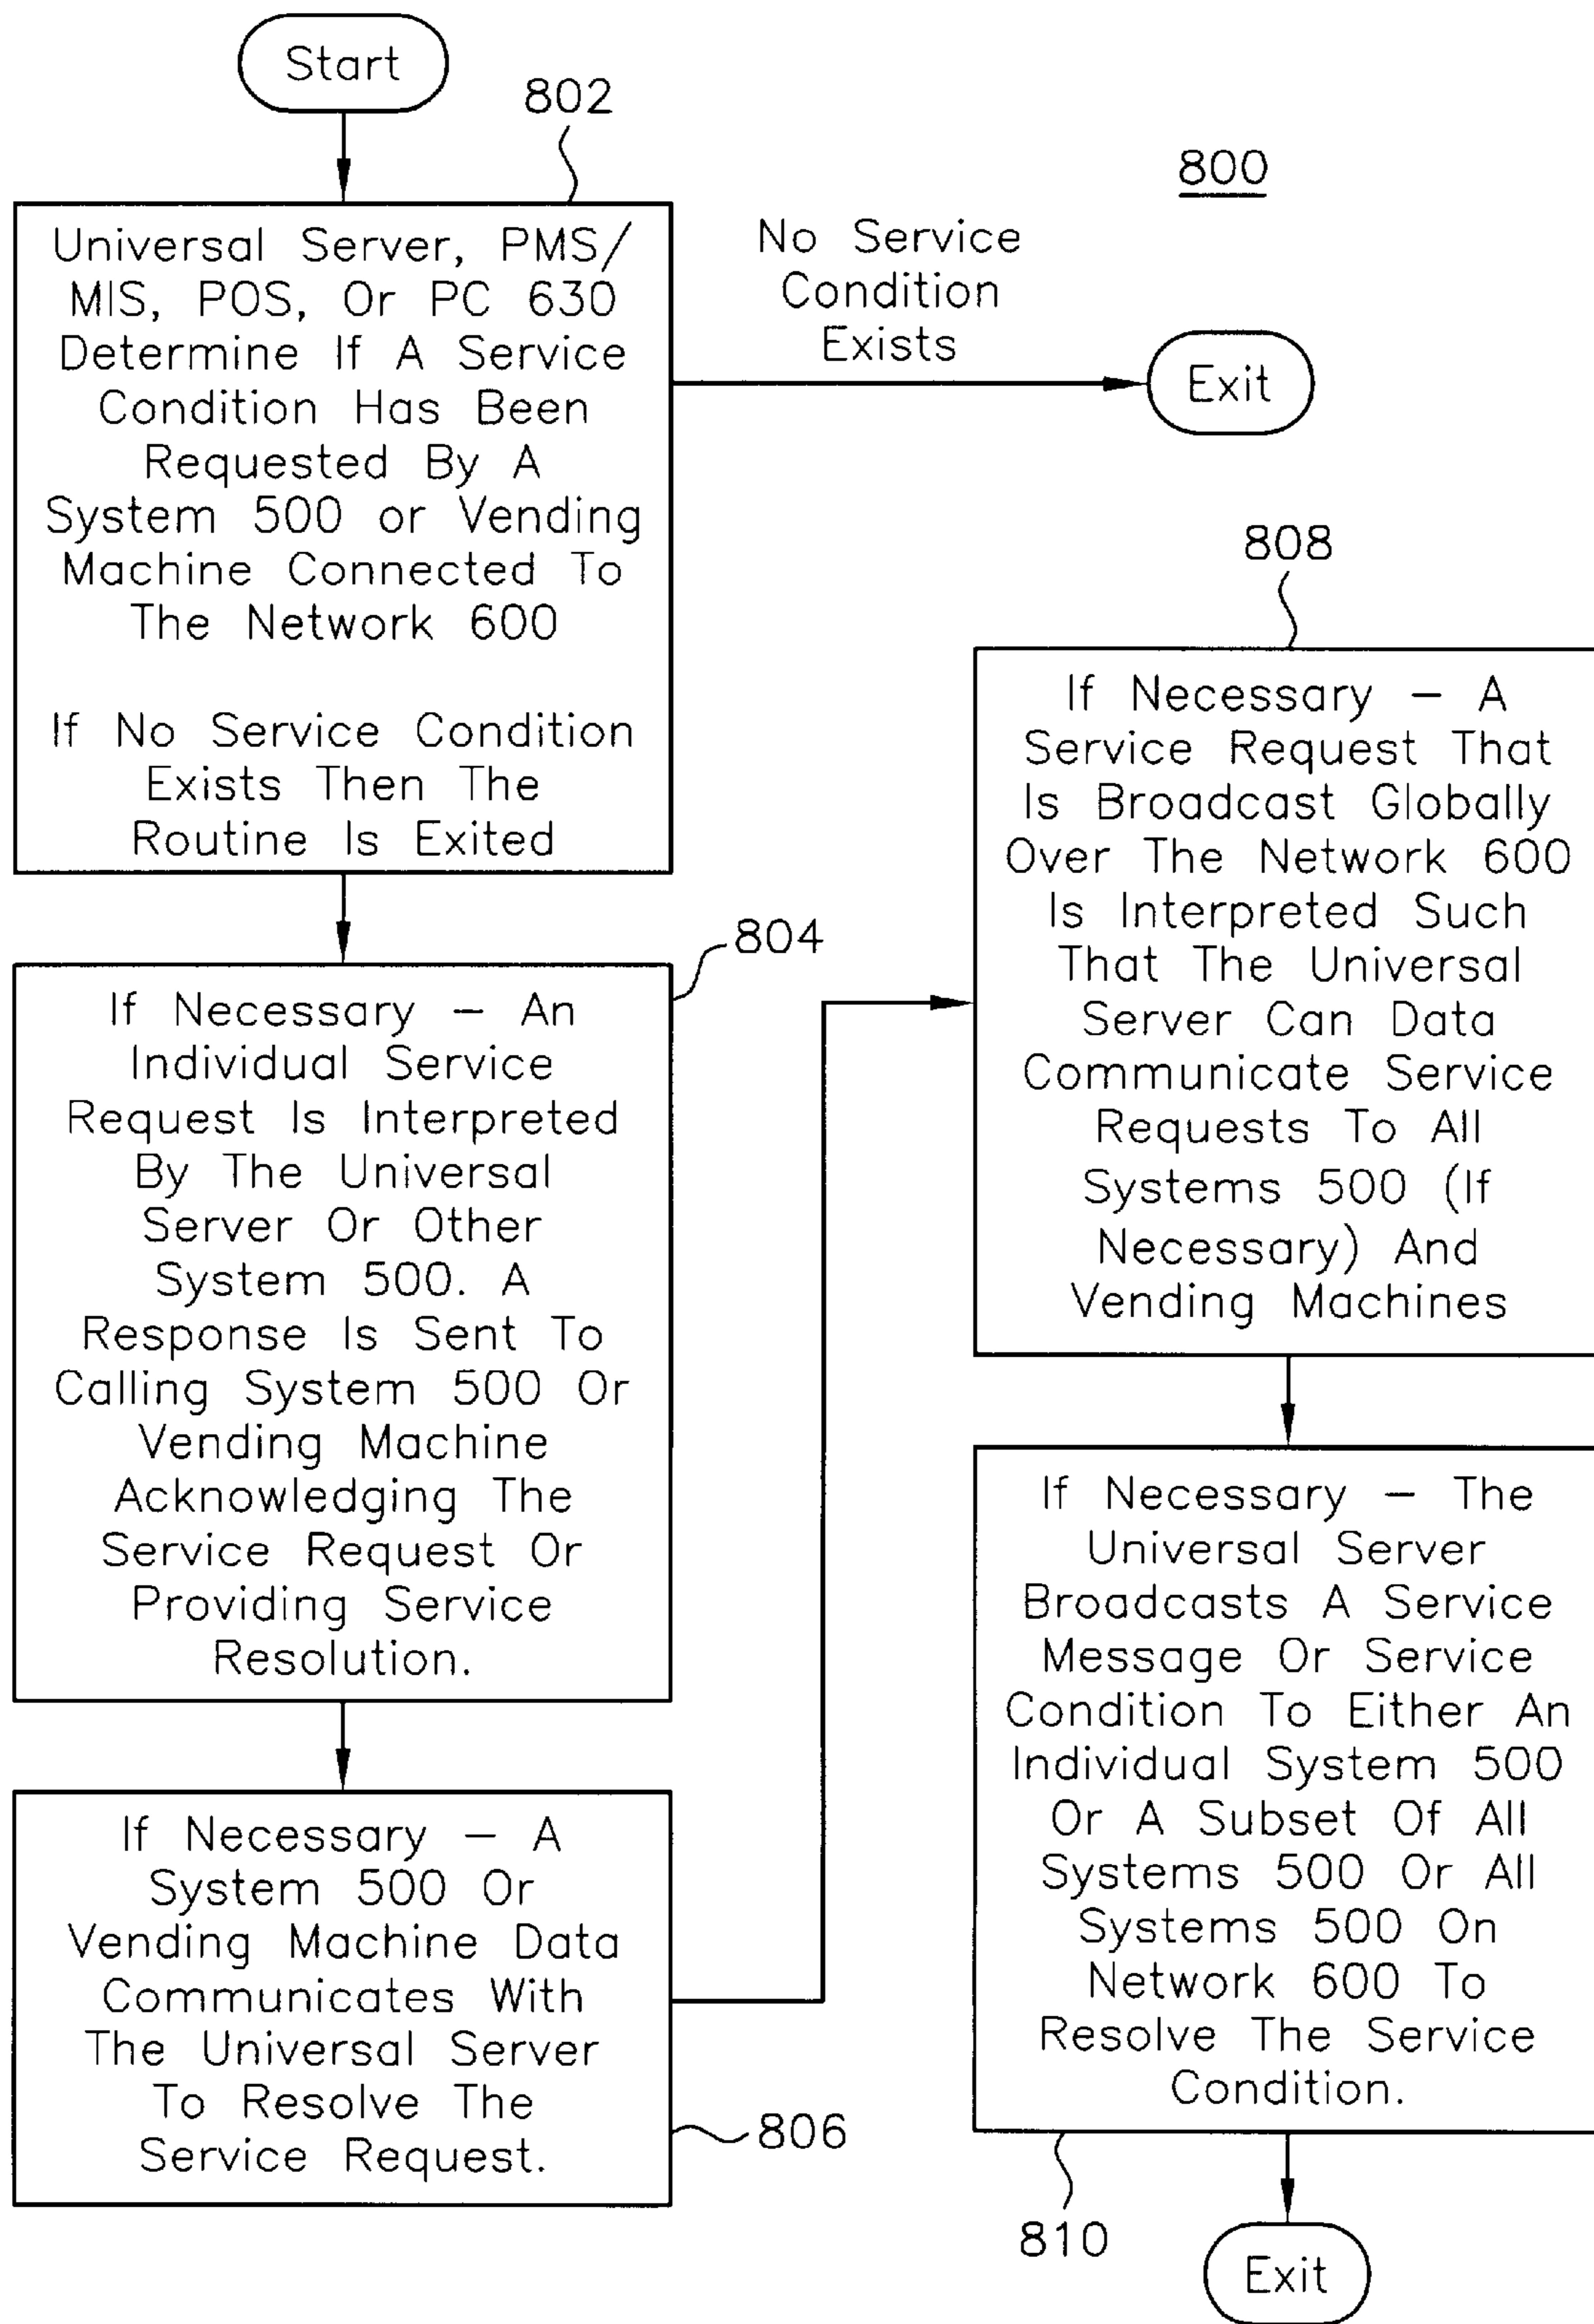 Start
802
800
Universal Server, PMS/
MIS, POS, Or PC 630
Determine If A Service
Condition Has Been
Requested By A
System 500 or Vending
Machine Connected To
The Network 600
If No Service Condition
Exists Then The
Routine Is Exited
No Service
Condition
Exists
Exit
804
If Necessary – An
Individual Service
Request Is Interpreted
By The Universal
Server Or Other
System 500. A
Response Is Sent To
Calling System 500 Or
Vending Machine
Acknowledging The
Service Request Or
Providing Service
Resolution.
If Necessary – A
System 500 Or
Vending Machine Data
Communicates With
The Universal Server
To Resolve The
Service Request.
806
808
If Necessary – A
Service Request That
Is Broadcast Globally
Over The Network 600
Is Interpreted Such
That The Universal
Server Can Data
Communicate Service
Requests To All
Systems 500 (If
Necessary) And
Vending Machines
If Necessary – The
Universal Server
Broadcasts A Service
Message Or Service
Condition To Either An
Individual System 500
Or A Subset Of All
Systems 500 Or All
Systems 500 On
Network 600 To
Resolve The Service
Condition.
810
Exit